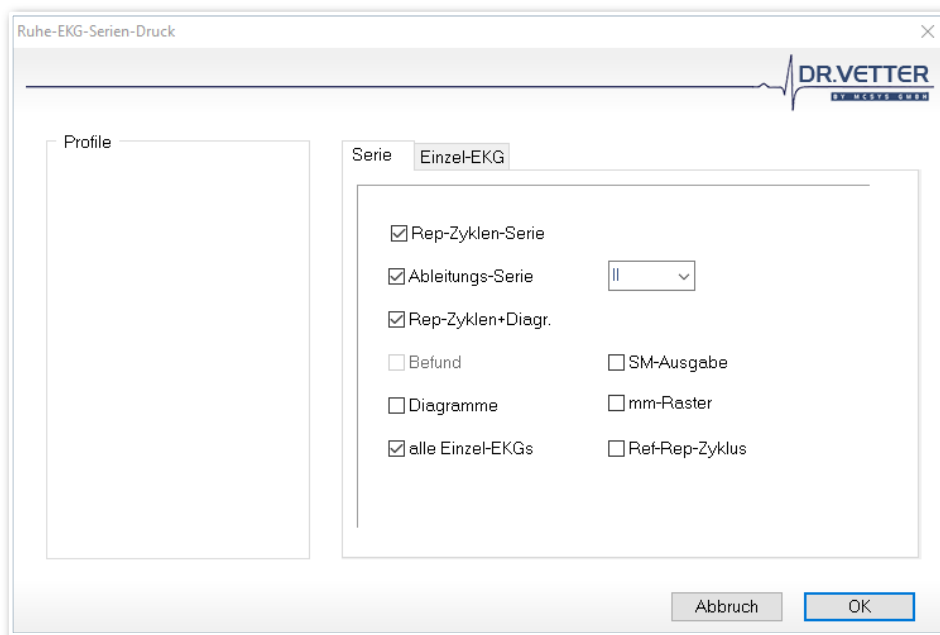 Ruhe-EKG-Serien-Druck
DR.VETTER
BY MCSYS GMBH
Profile
Serie
Einzel-EKG
Rep-Zyklen-Serie
Ableitungs-Serie
II
Rep-Zyklen+Diagr.
Befund
SM-Ausgabe
Diagramme
mm-Raster
alle Einzel-EKGs
Ref-Rep-Zyklus
Abbruch
OK